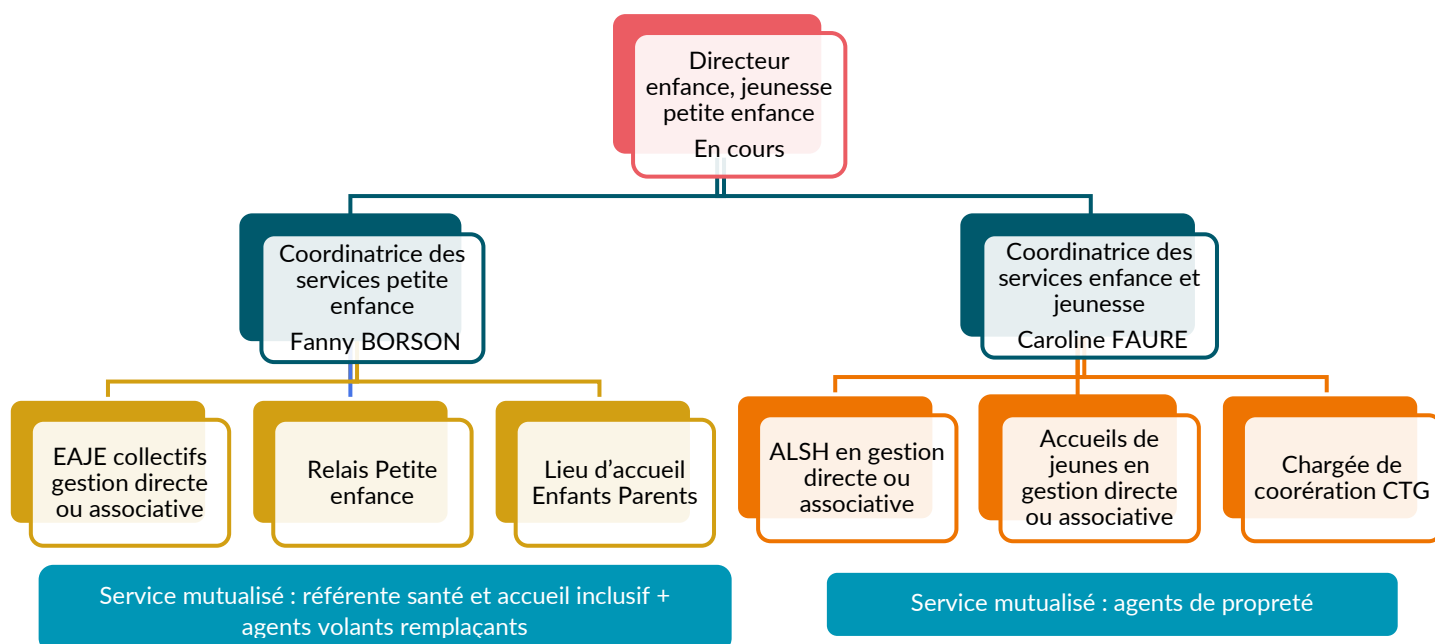 Directeur
enfance, jeunesse
petite enfance
En cours
Coordinatrice des
services petite
enfance
Fanny BORSON
Coordinatrice des
services enfance et
jeunesse
Caroline FAURE
EAJE collectifs
gestion directe
ou associative
Relais Petite
enfance
Lieu d’accueil
Enfants Parents
ALSH en gestion
directe ou
associative
Accueils de
jeunes en
gestion directe
ou associative
Chargée de
coorération CTG
Service mutualisé : référente santé et accueil inclusif +
agents volants remplaçants
Service mutualisé : agents de propreté